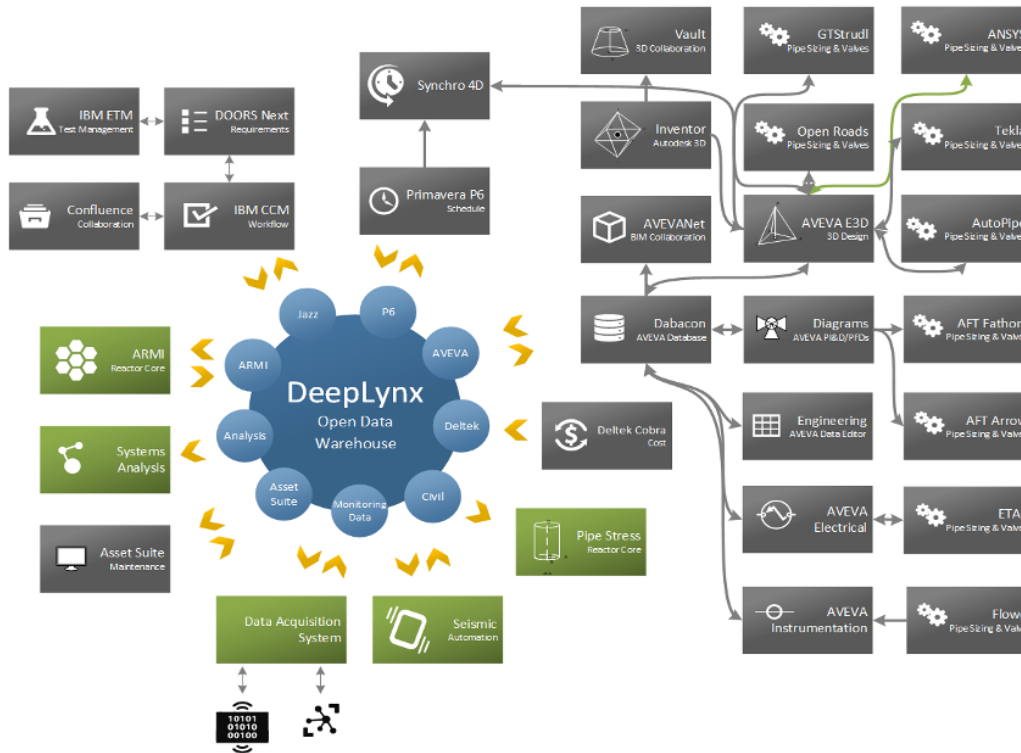 Vault
3D Collaboration
GTStrudl
Pipe Sizing & Valves
ANSYS
Pipe Sizing & Valves
Synchro 4D
IBM ETM
Test Management
DOORS Next
Requirements
Inventor
Autodesk 3D
Open Roads
Pipe Sizing & Valves
Tekla
Pipe Sizing & Valves
Confluence
Collaboration
IBM CCM
Workflow
Primavera P6
Schedule
AVEVANet
BIM Collaboration
AVEVA E3D
3D Design
AutoPipe
Pipe Sizing & Valves
Jazz
P6
ARMI
AVEVA
Analysis
Deltek
Asset
Suite
Monitoring
Data
Civil
DeepLynx
Open Data
Warehouse
ARMI
Reactor Core
Systems
Analysis
Asset Suite
Maintenance
Dabacon
AVEVA Database
Diagrams
AVEVA PI&D/PFDs
AFT Fathom
Pipe Sizing & Valves
Deltek Cobra
Cost
Engineering
AVEVA Data Editor
AFT Arrow
Pipe Sizing & Valves
Pipe Stress
Reactor Core
AVEVA
Electrical
ETAP
Pipe Sizing & Valves
Data Acquisition
System
Seismic
Automation
AVEVA
Instrumentation
Pipe Sizing & Valves
10101
01010
00100